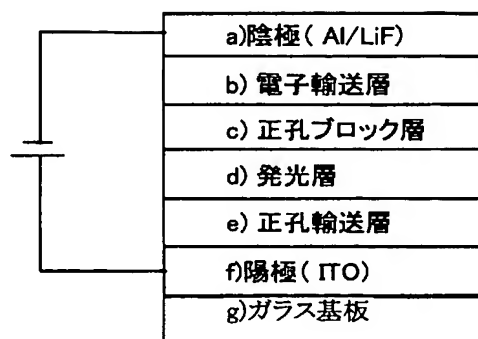 a)陰極( Al/LiF)
b) 電子輸送層
c) 正孔ブロック層
d) 発光層
e) 正孔輸送層
f)陽極( ITO)
g)ガラス基板